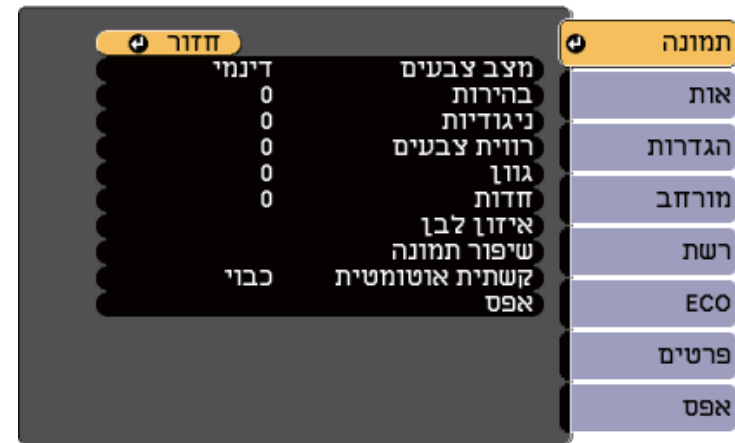 תמונה
אות
הגדרות
מורחב
רשת
ECO
פרטים
אפס
חזור
מצב צבעים דינמי
בהירות 0
ניגודיות 0
רווית צבעים 0
גוון 0
חדות 0
איזון לבן
שיפור תמונה
קשתית אוטומטית כבוי
אפס